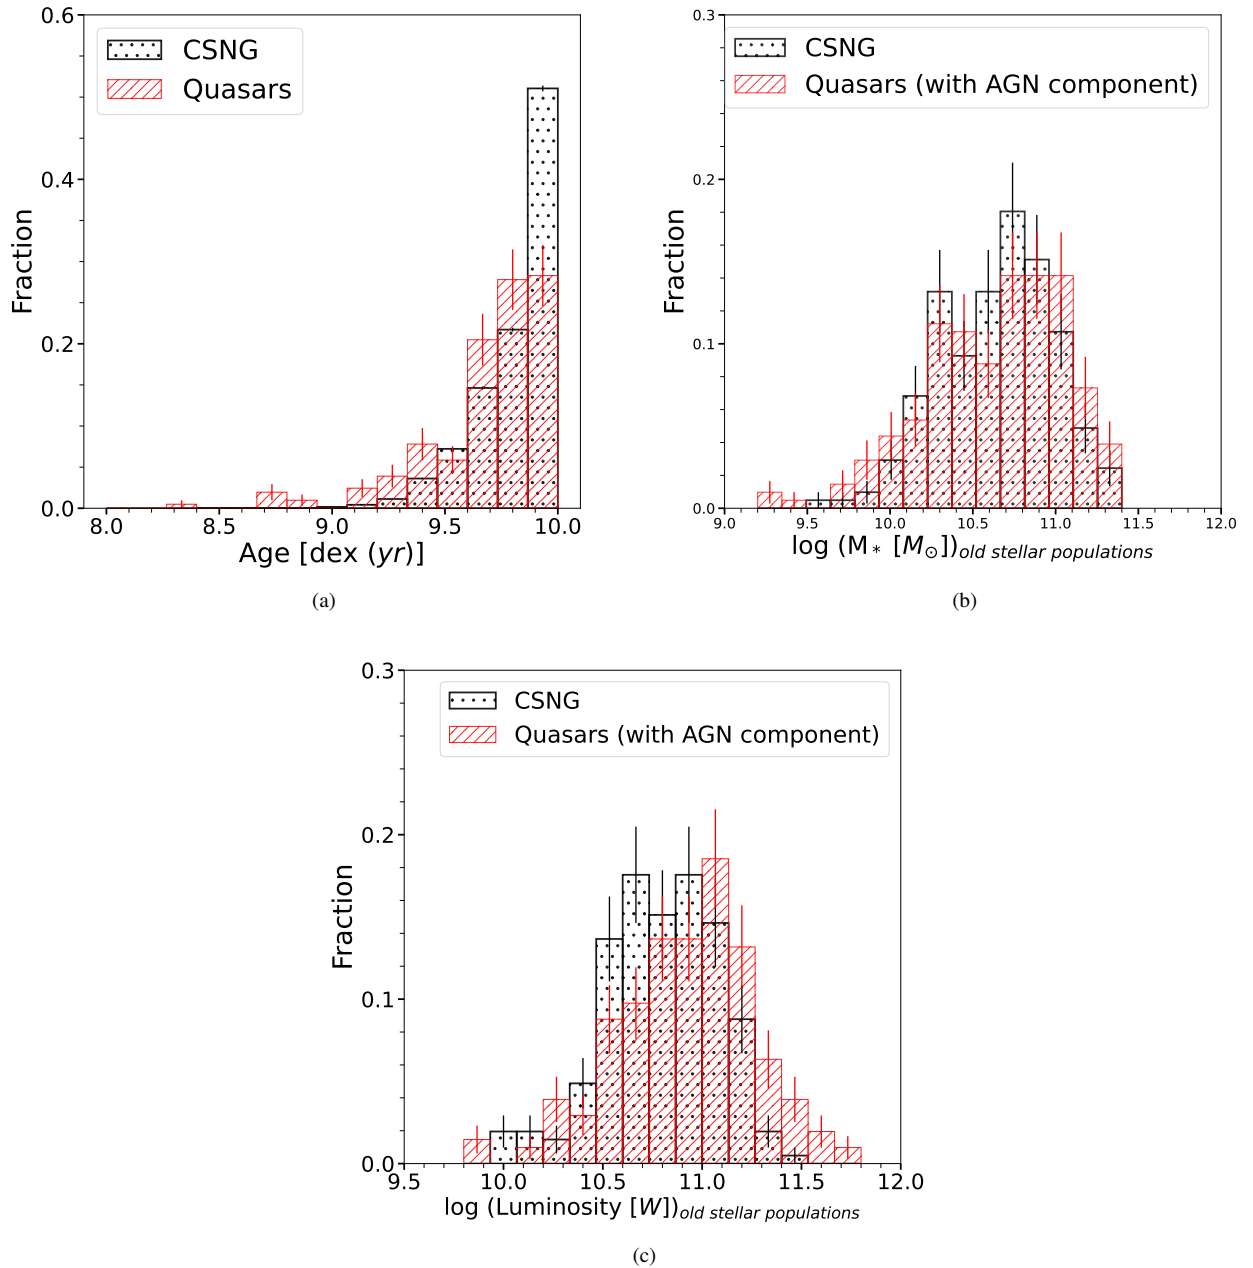 0.6
CSNG
Quasars
0.4
Fraction
0.2
0.0
8.0 8.5 9.0 9.5 10.0
Age [dex (yr)]
(a)
0.3
CSNG
Quasars (with AGN component)
0.2
Fraction
0.1
0.0
9.0 9.5 10.0 10.5 11.0 11.5 12.0
log (M* [M⊙])old stellar populations
(b)
0.3
CSNG
Quasars (with AGN component)
0.2
Fraction
0.1
0.0
9.5 10.0 10.5 11.0 11.5 12.0
log (Luminosity [W])old stellar populations
(c)